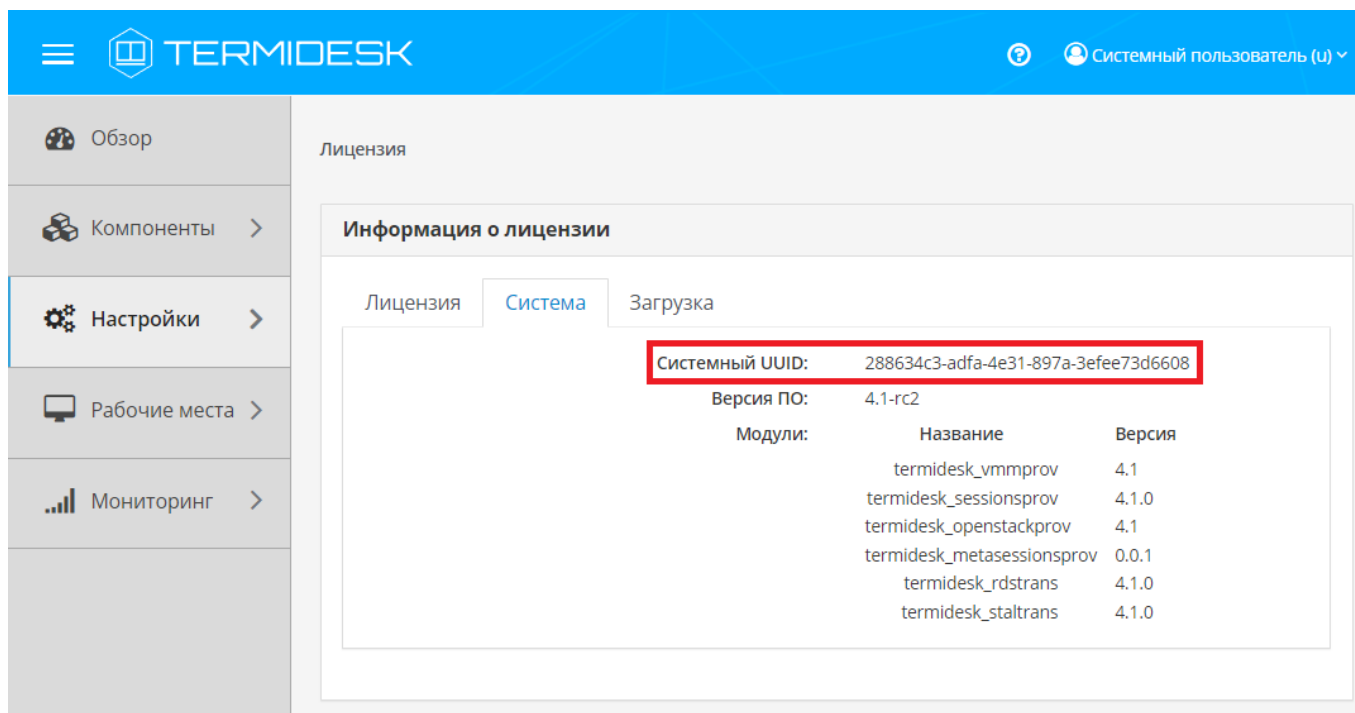 TERMIDESK
Системный пользователь (u)
Обзор
Компоненты
Настройки
Рабочие места
Мониторинг
Лицензия
Информация о лицензии
Лицензия Система Загрузка
Системный UUID: 288634c3-adfa-4e31-897a-3efee73d6608
Версия ПО: 4.1-rc2
Модули: Название Версия
termidesk_vmmprov 4.1
termidesk_sessionsprov 4.1.0
termidesk_openstackprov 4.1
termidesk_metasessionsprov 0.0.1
termidesk_rdstrans 4.1.0
termidesk_staltrans 4.1.0